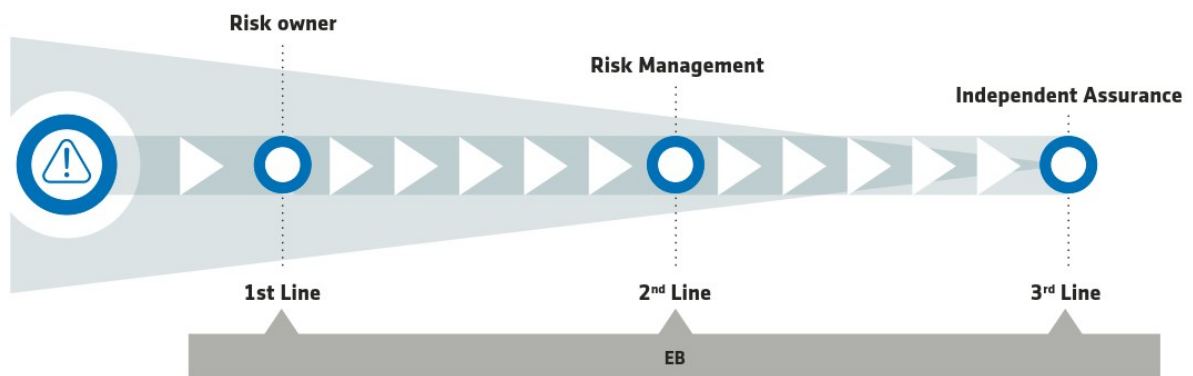 Risk owner
Risk Management
Independent Assurance
1st Line
2nd Line
3rd Line
EB